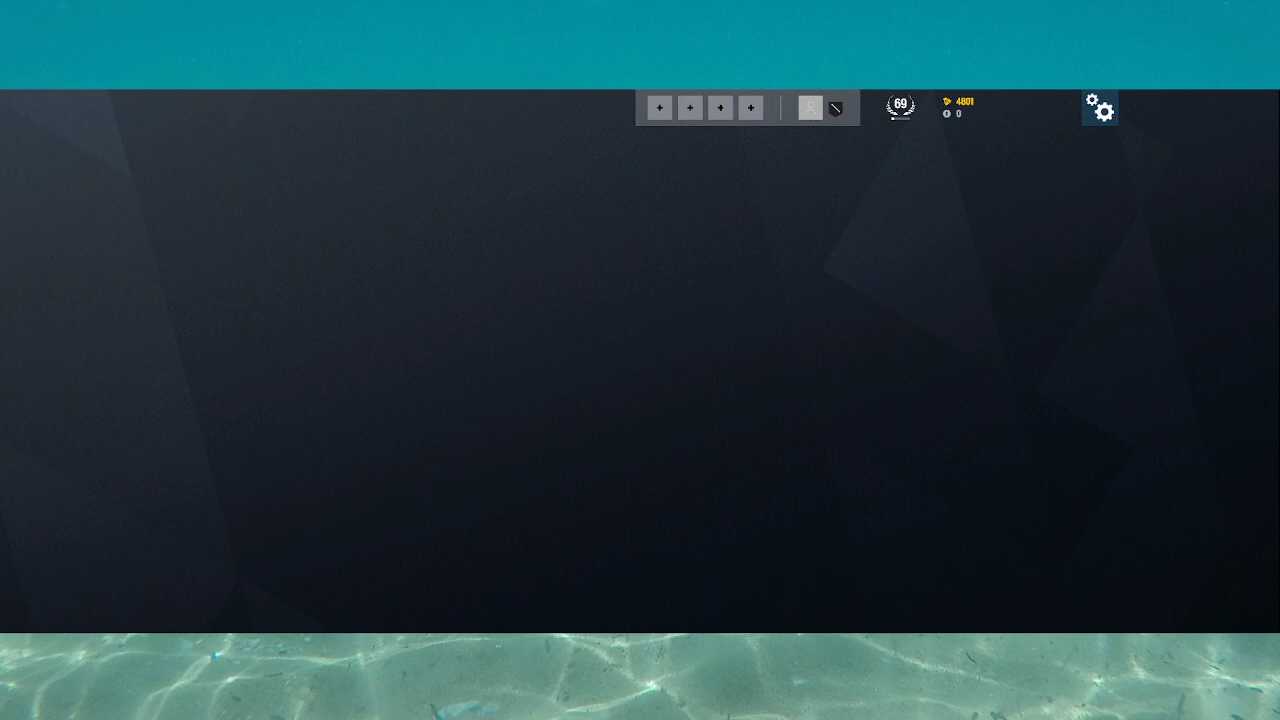 + + + +
69
4801
0